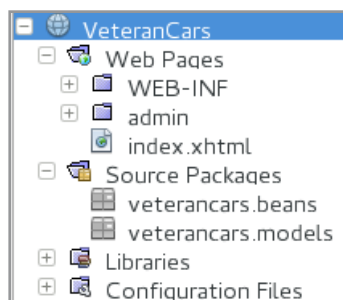 VeteranCars
Web Pages
WEB-INF
admin
index.xhtml
Source Packages
veterancars.beans
veterancars.models
Libraries
Configuration Files